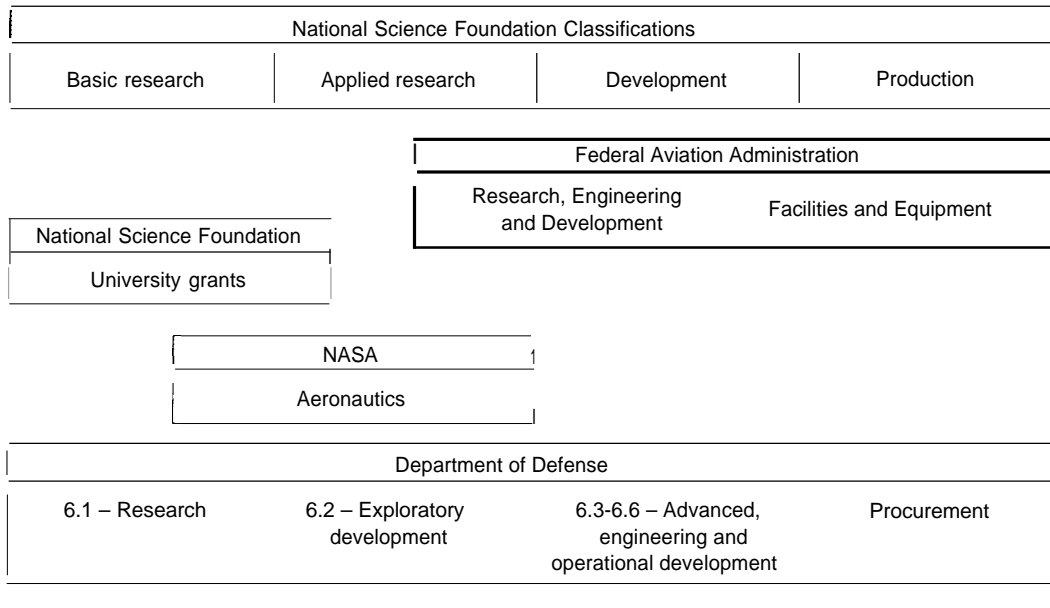 National Science Foundation Classifications
Basic research
Applied research
Development
Production
Federal Aviation Administration
Research, Engineering
and Development
Facilities and Equipment
National Science Foundation
University grants
NASA
Aeronautics
Department of Defense
6.1 – Research
6.2 – Exploratory
development
6.3-6.6 – Advanced,
engineering and
operational development
Procurement